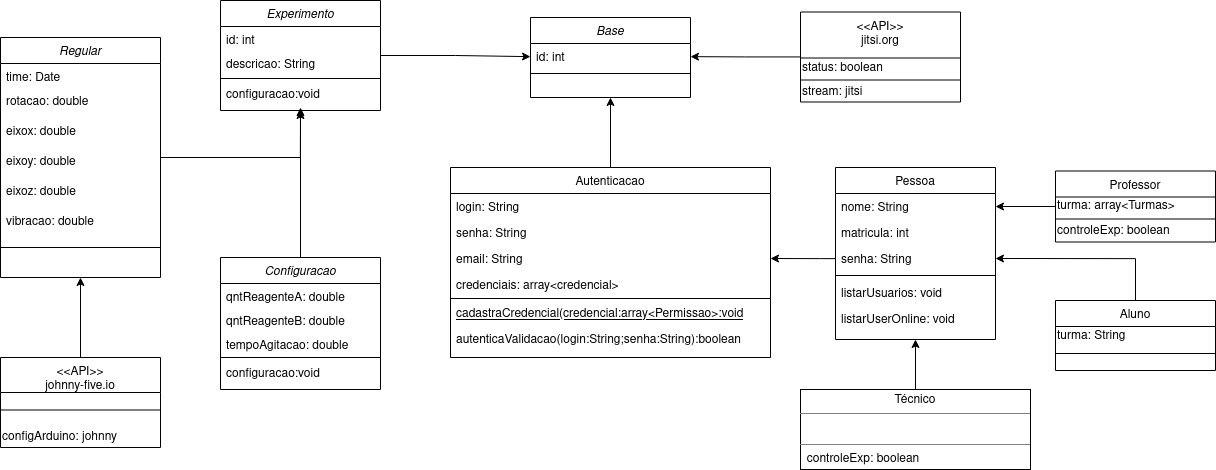 Regular
time: Date
rotacao: double
eixox: double
eixoy: double
eixoz: double
vibracao: double
<<API>>
johnny-five.io
configArduino: johnny
Experimento
id: int
descricao: String
configuracao:void
Configuracao
qntReagenteA: double
qntReagenteB: double
tempoAgitacao: double
configuracao:void
Base
id: int
<<API>>
jitsi.org
status: boolean
stream: jitsi
Autenticacao
login: String
senha: String
email: String
credenciais: array<credencial>
cadastraCredencial(credencial:array<Permissao>:void
autenticaValidacao(login:String;senha:String):boolean
Pessoa
nome: String
matricula: int
senha: String
listarUsuarios: void
listarUserOnline: void
Professor
turma: array<Turmas>
controleExp: boolean
Aluno
turma: String
Técnico
controleExp: boolean